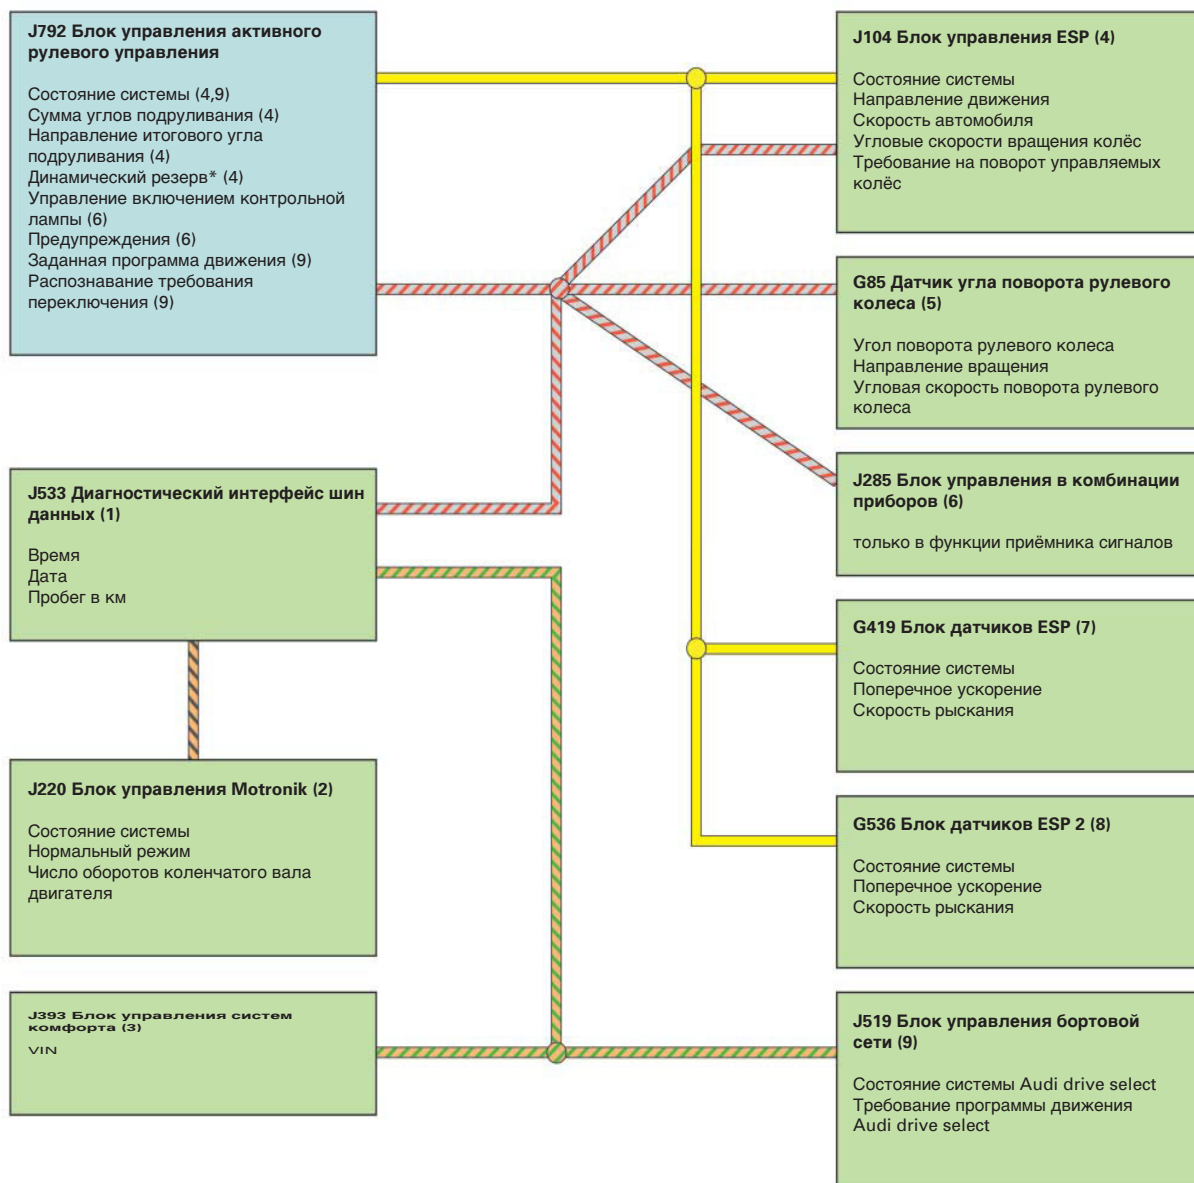 J792 Блок управления активного
рулевого управления
Состояние системы (4,9)
Сумма углов подруливания (4)
Направление итогового угла
подруливания (4)
Динамический резерв* (4)
Управление включением контрольной
лампы (6)
Предупреждения (6)
Заданная программа движения (9)
Распознавание требования
переключения (9)
J533 Диагностический интерфейс шин
данных (1)
Время
Дата
Пробег в км
J220 Блок управления Motronik (2)
Состояние системы
Нормальный режим
Число оборотов коленчатого вала
двигателя
J393 Блок управления систем
комфорта (3)
VIN
J104 Блок управления ESP (4)
Состояние системы
Направление движения
Скорость автомобиля
Угловые скорости вращения колёс
Требование на поворот управляемых
колёс
G85 Датчик угла поворота рулевого
колеса (5)
Угол поворота рулевого колеса
Направление вращения
Угловая скорость поворота рулевого
колеса
J285 Блок управления в комбинации
приборов (6)
только в функции приёмника сигналов
G419 Блок датчиков ESP (7)
Состояние системы
Поперечное ускорение
Скорость рыскания
G536 Блок датчиков ESP 2 (8)
Состояние системы
Поперечное ускорение
Скорость рыскания
J519 Блок управления бортовой
сети (9)
Состояние системы Audi drive select
Требование программы движения
Audi drive select